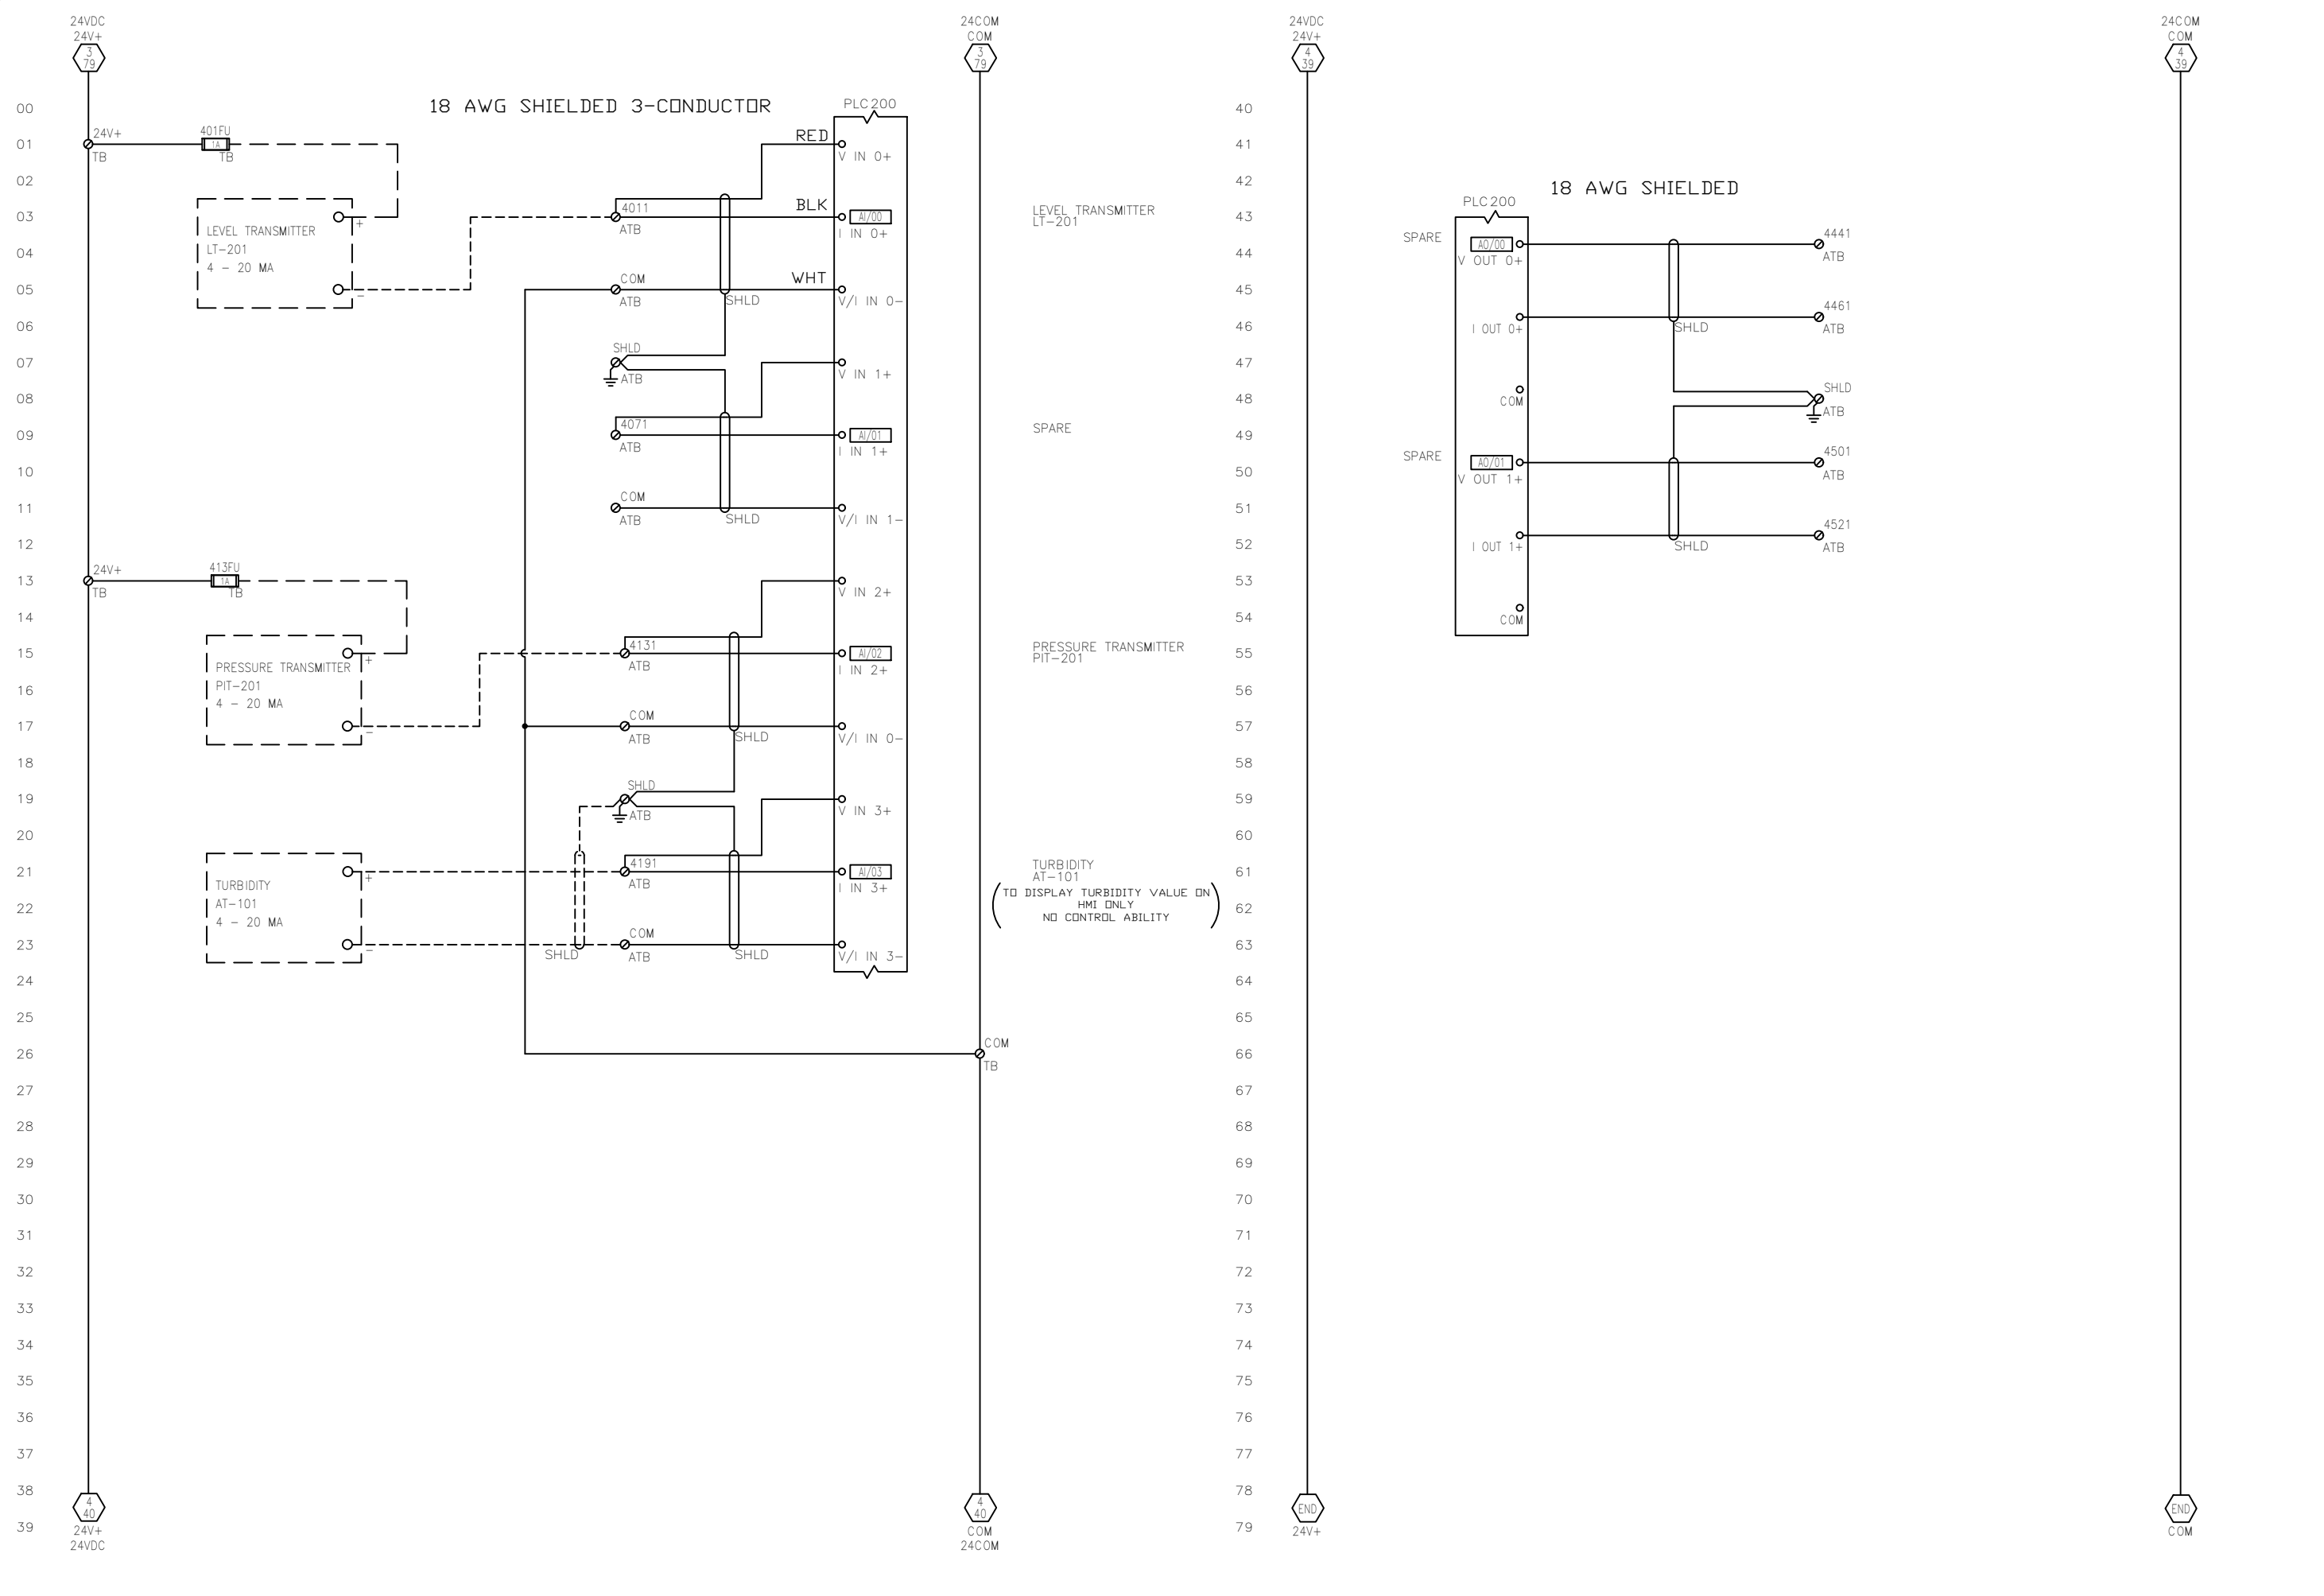 24VDC
24V+
3
79
24COM
COM
3
79
24VDC
24V+
4
39
24COM
COM
4
39
18 AWG SHIELDED 3-CONDUCTOR
PLC200
00
40
24V+
TB
401FU
1A
TB
RED
V IN 0+
01
41
02
42
18 AWG SHIELDED
LEVEL TRANSMITTER
LT-201
4 - 20 MA
+
-
4011
ATB
BLK
AI/00
I IN 0+
LEVEL TRANSMITTER
LT-201
03
43
04
44
COM
ATB
WHT
SHLD
V/I IN 0-
05
45
06
46
SHLD
ATB
V IN 1+
07
47
08
48
4071
ATB
AI/01
I IN 1+
SPARE
09
49
10
50
COM
ATB
SHLD
V/I IN 1-
11
51
12
52
24V+
TB
413FU
1A
TB
V IN 2+
13
53
14
54
PRESSURE TRANSMITTER
PIT-201
4 - 20 MA
+
-
4131
ATB
AI/02
I IN 2+
PRESSURE TRANSMITTER
PIT-201
15
55
16
56
COM
ATB
SHLD
V/I IN 0-
17
57
18
58
SHLD
ATB
V IN 3+
19
59
20
60
TURBIDITY
AT-101
4 - 20 MA
+
-
4191
ATB
AI/03
I IN 3+
TURBIDITY
AT-101
(TO DISPLAY TURBIDITY VALUE ON
HMI ONLY
NO CONTROL ABILITY)
21
61
22
62
SHLD
COM
ATB
SHLD
V/I IN 3-
23
63
24
64
25
65
COM
TB
26
66
27
67
28
68
29
69
30
70
31
71
32
72
33
73
34
74
35
75
36
76
37
77
38
78
39
79
PLC200
SPARE
AO/00
V OUT 0+
4441
ATB
I OUT 0+
SHLD
4461
ATB
COM
SHLD
ATB
SPARE
AO/01
V OUT 1+
4501
ATB
I OUT 1+
SHLD
4521
ATB
COM
4
40
24V+
24VDC
4
40
COM
24COM
END
24V+
END
COM